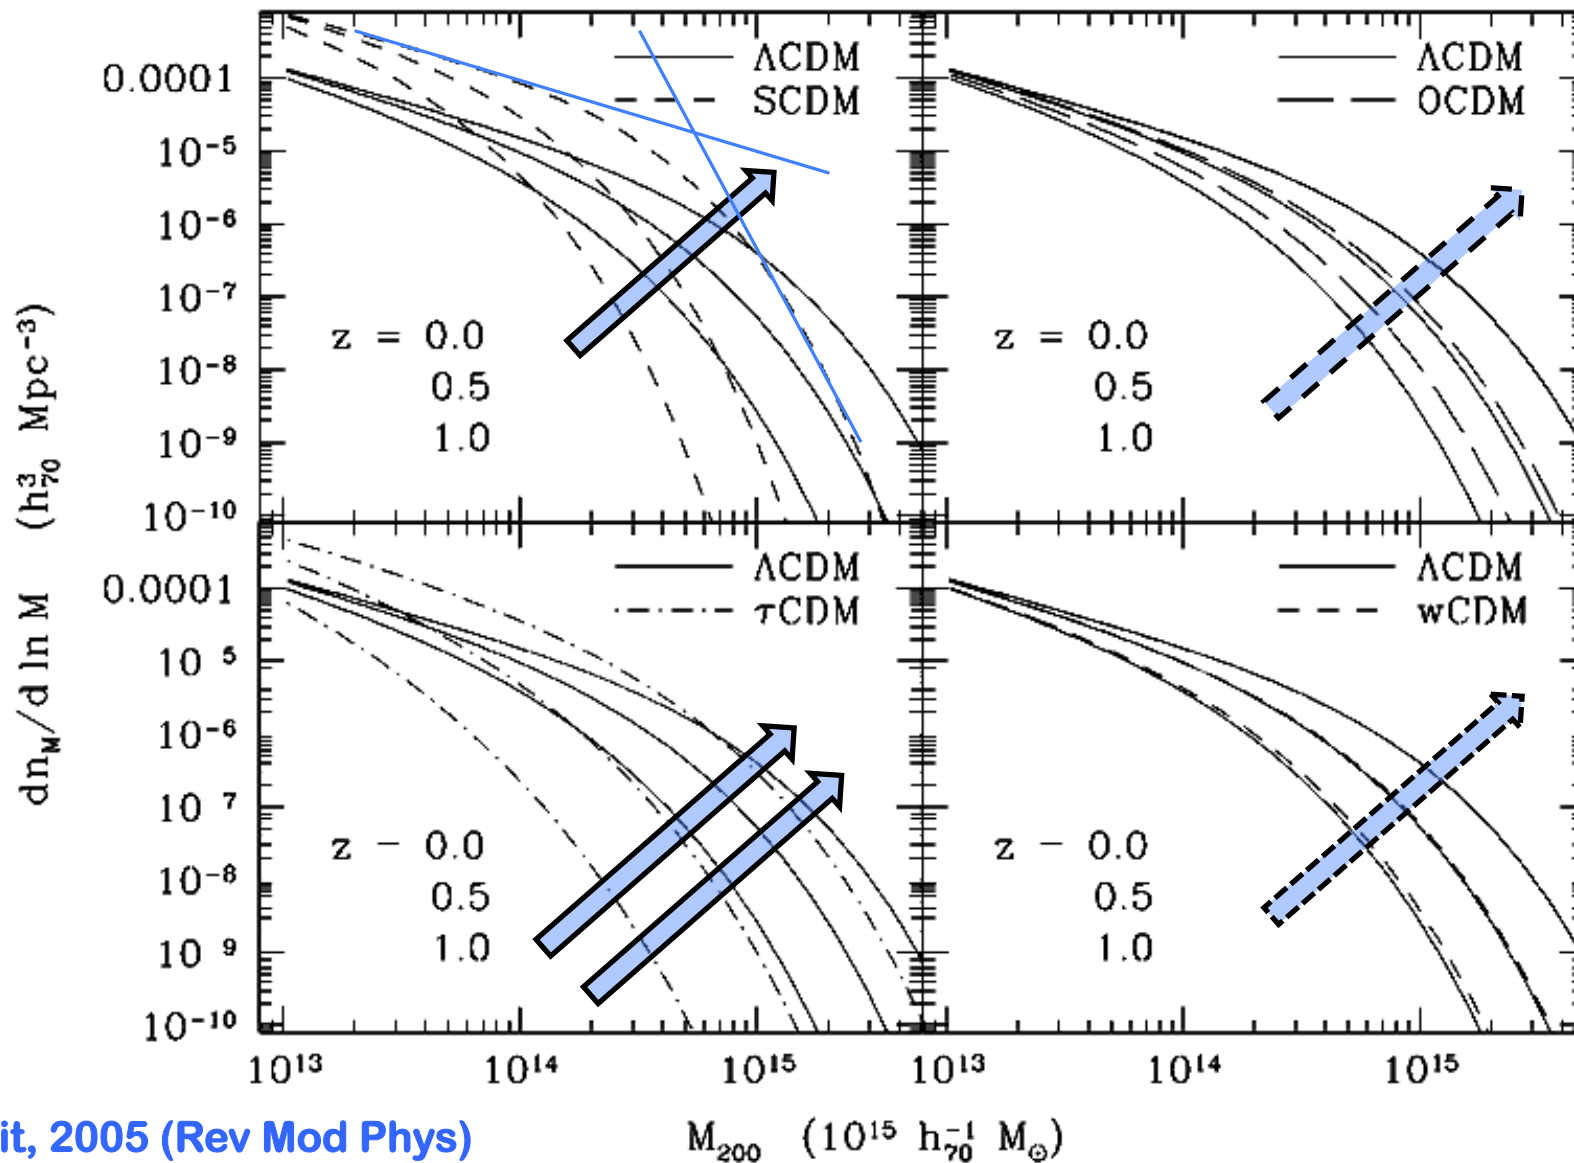 ΛCDM
SCDM
0.0001
10⁻⁵
10⁻⁶
10⁻⁷
10⁻⁸
10⁻⁹
10⁻¹⁰
z = 0.0
0.5
1.0
ΛCDM
OCDM
z = 0.0
0.5
1.0
dn_M/d ln M (h₇₀³ Mpc⁻³)
ΛCDM
τCDM
0.0001
10⁻⁵
10⁻⁶
10⁻⁷
10⁻⁸
10⁻⁹
10⁻¹⁰
z = 0.0
0.5
1.0
ΛCDM
wCDM
z = 0.0
0.5
1.0
10¹³ 10¹⁴ 10¹⁵ 10¹³ 10¹⁴ 10¹⁵
it, 2005 (Rev Mod Phys)
M₂₀₀ (10¹⁵ h₇₀⁻¹ M☉)